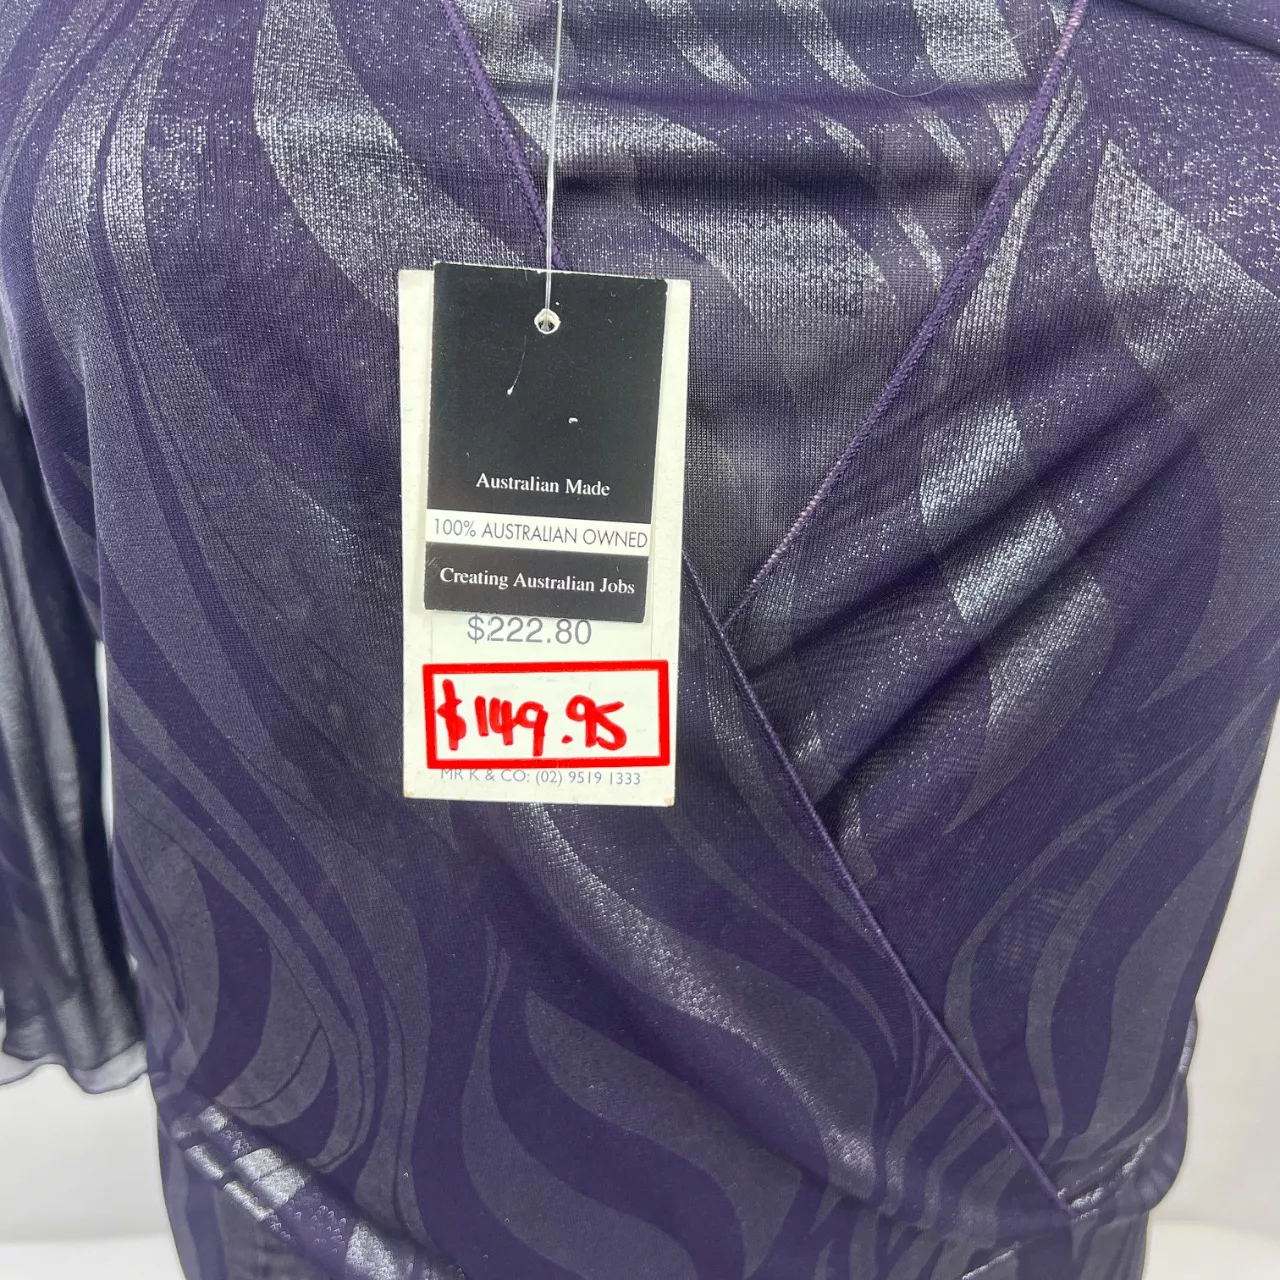 Australian Made
100% AUSTRALIAN OWNED
Creating Australian Jobs
$222.80
$149.95
MR K & CO: (02) 9519 1333